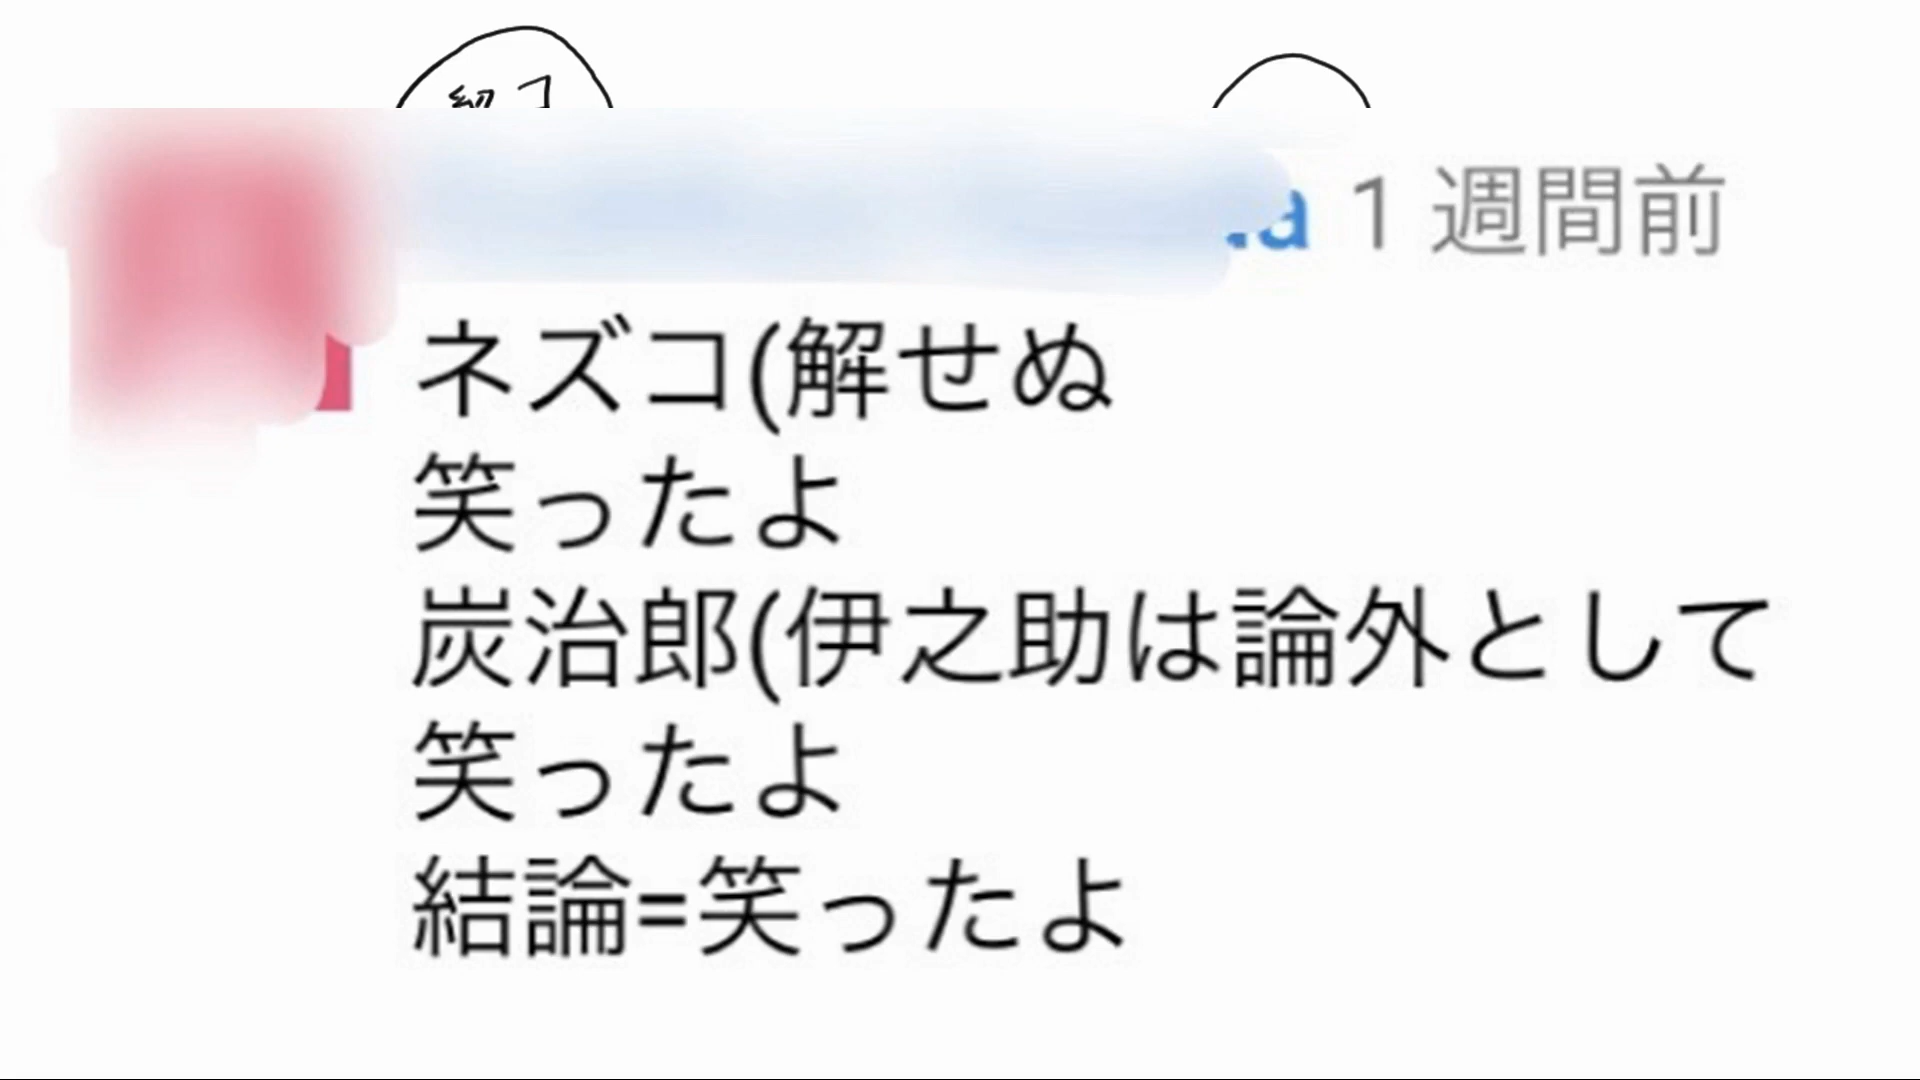 a 1 週間前
ネズコ(解せぬ
笑ったよ
炭治郎(伊之助は論外として
笑ったよ
結論=笑ったよ